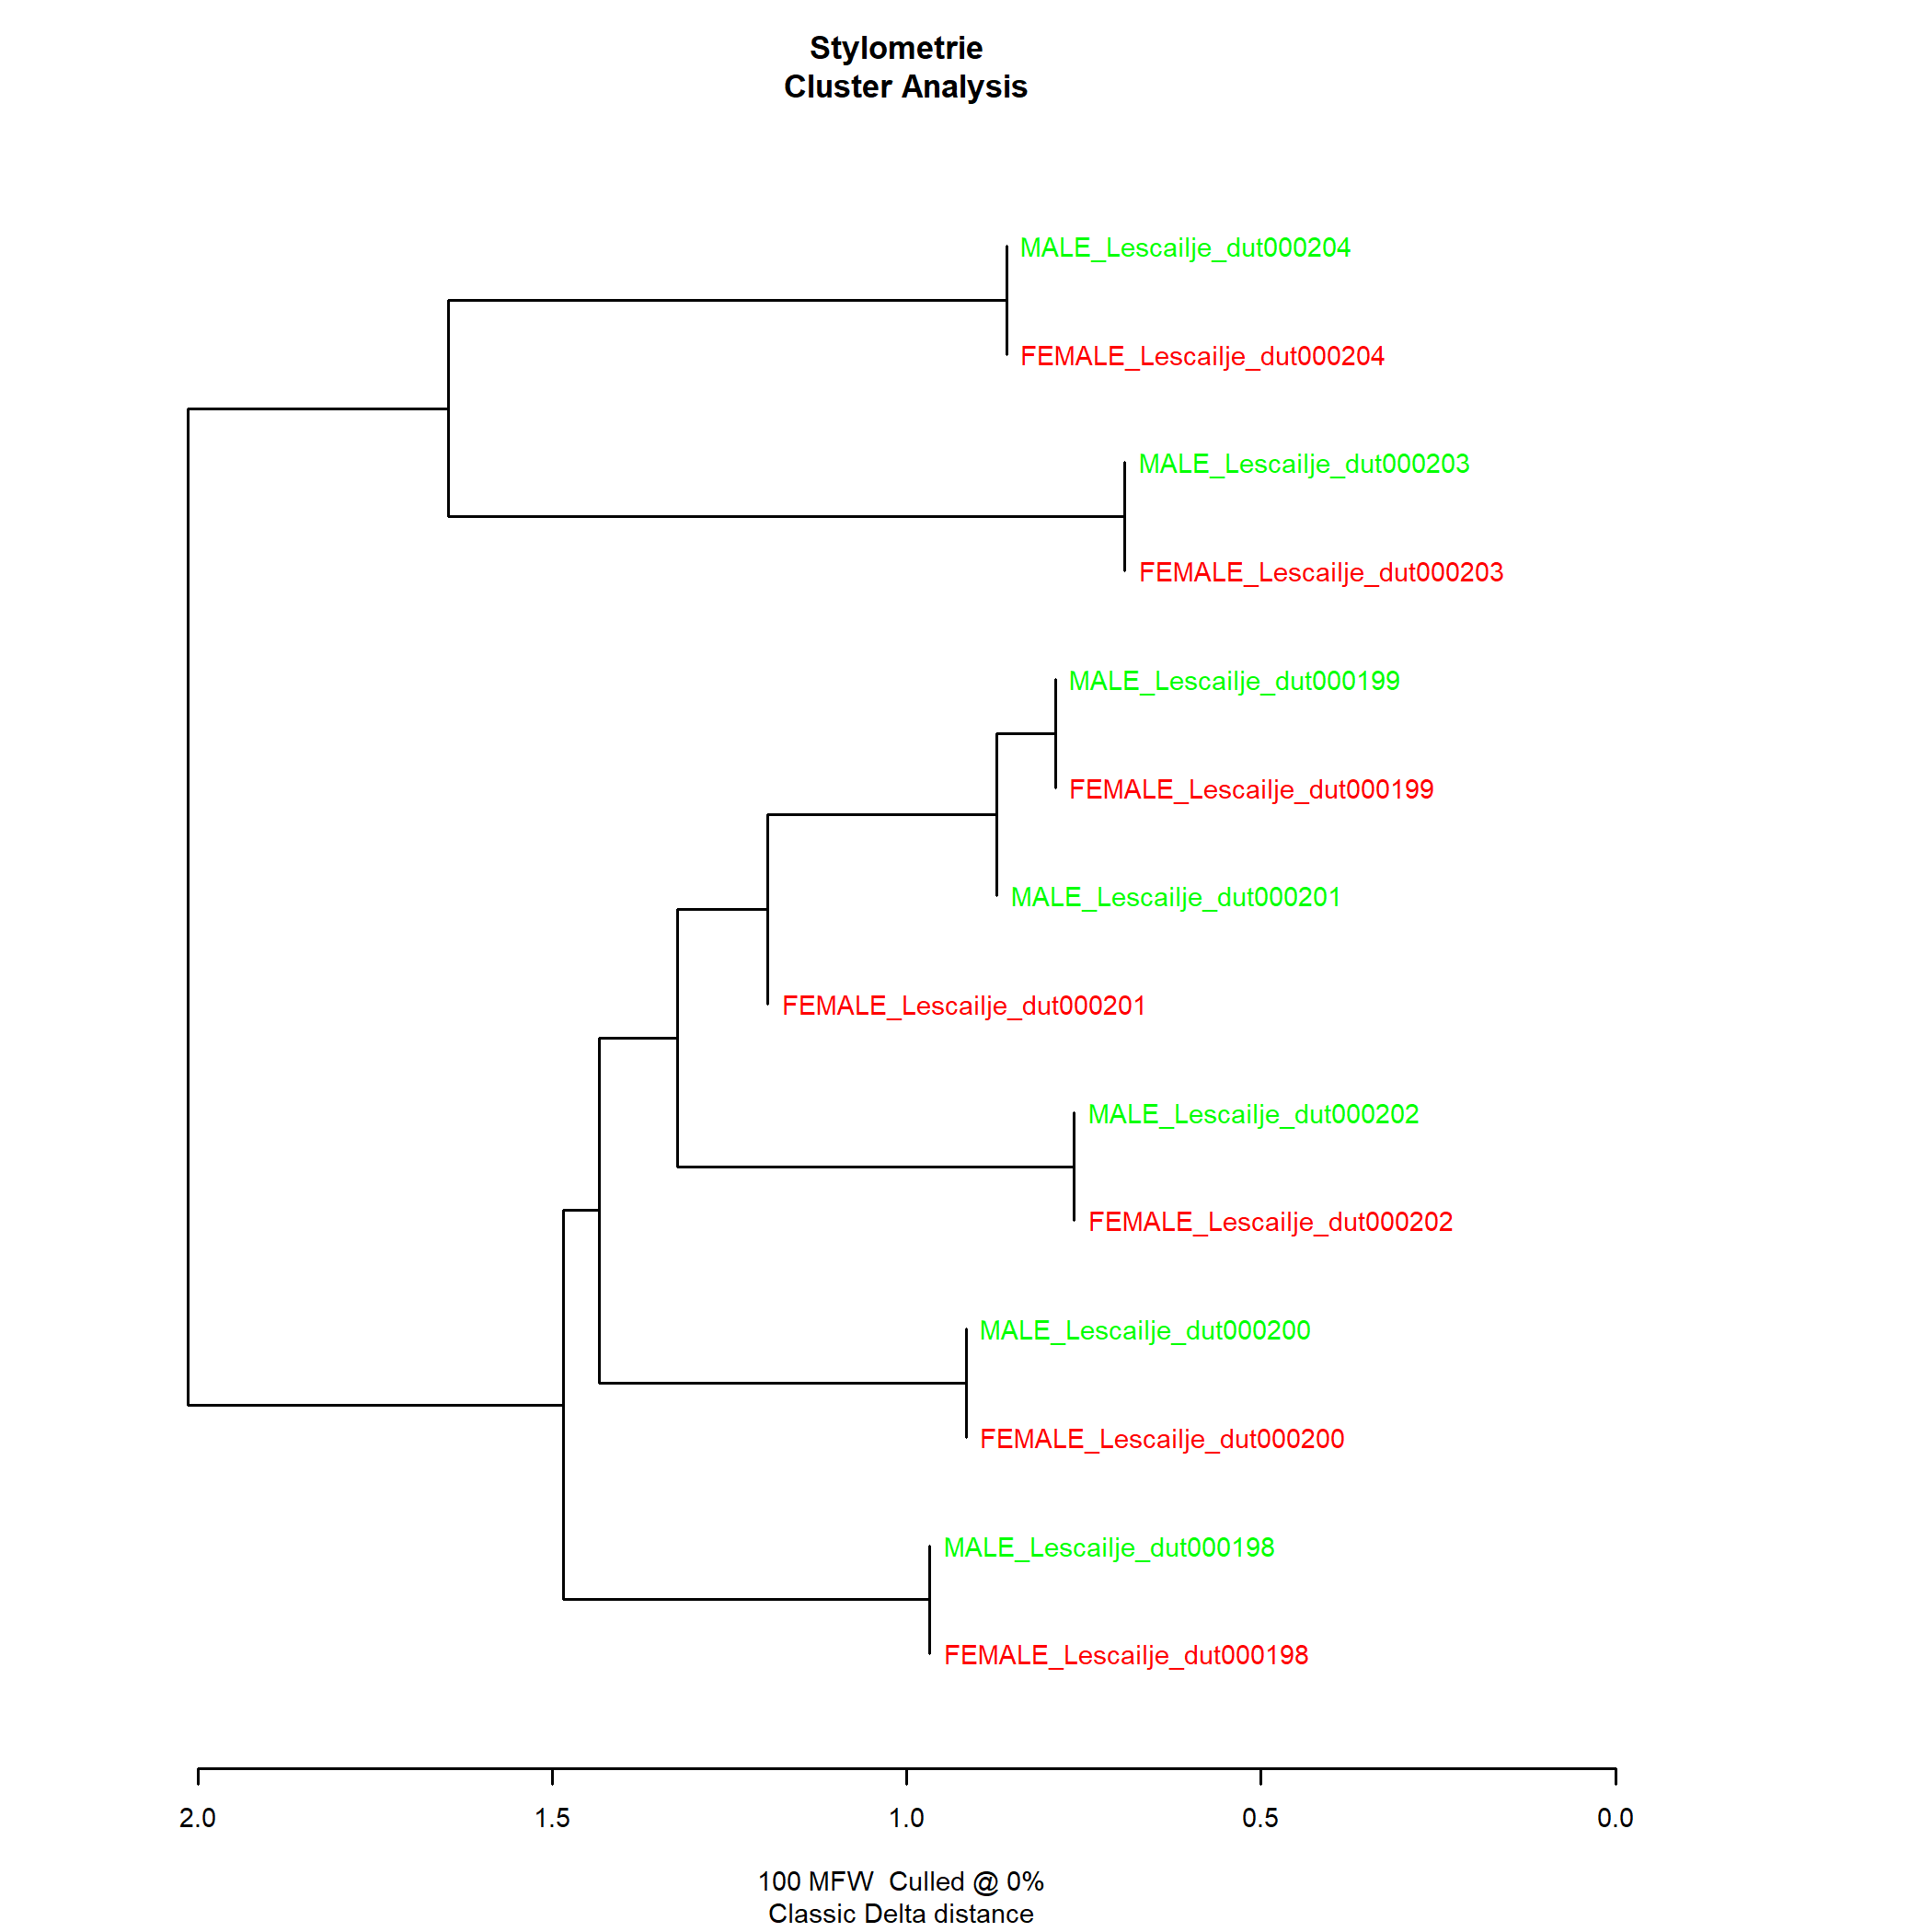 Stylometrie
Cluster Analysis
MALE_Lescailje_dut000204
FEMALE_Lescailje_dut000204
MALE_Lescailje_dut000203
FEMALE_Lescailje_dut000203
MALE_Lescailje_dut000199
FEMALE_Lescailje_dut000199
MALE_Lescailje_dut000201
FEMALE_Lescailje_dut000201
MALE_Lescailje_dut000202
FEMALE_Lescailje_dut000202
MALE_Lescailje_dut000200
FEMALE_Lescailje_dut000200
MALE_Lescailje_dut000198
FEMALE_Lescailje_dut000198
2.0 1.5 1.0 0.5 0.0
100 MFW  Culled @ 0%
Classic Delta distance